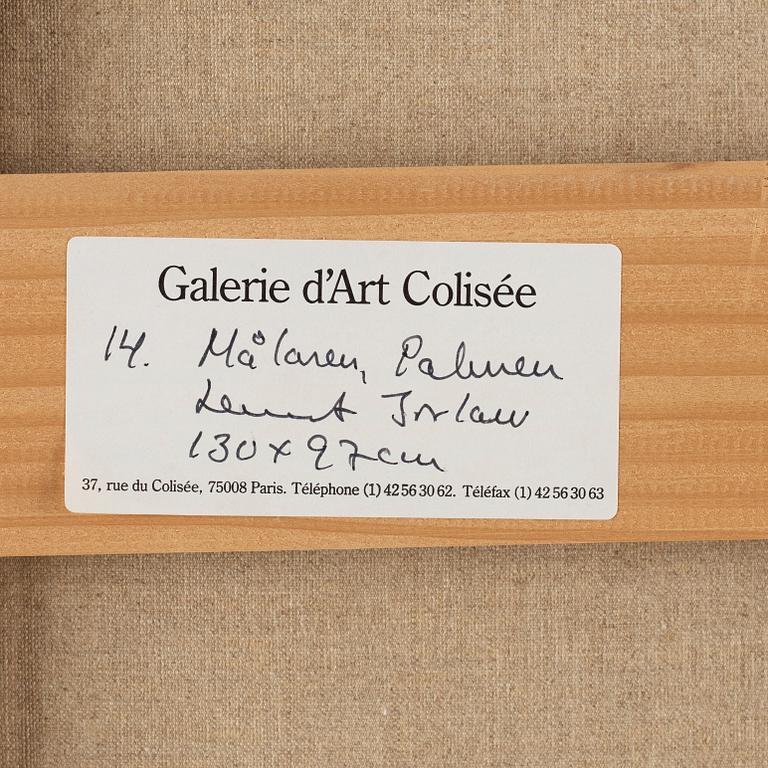 Galerie d'Art Colisée
14. Målaren, Palmen
Lennart Jirlow
130 x 97 cm
37, rue du Colisée, 75008 Paris. Téléphone (1) 42 56 30 62. Téléfax (1) 42 56 30 63